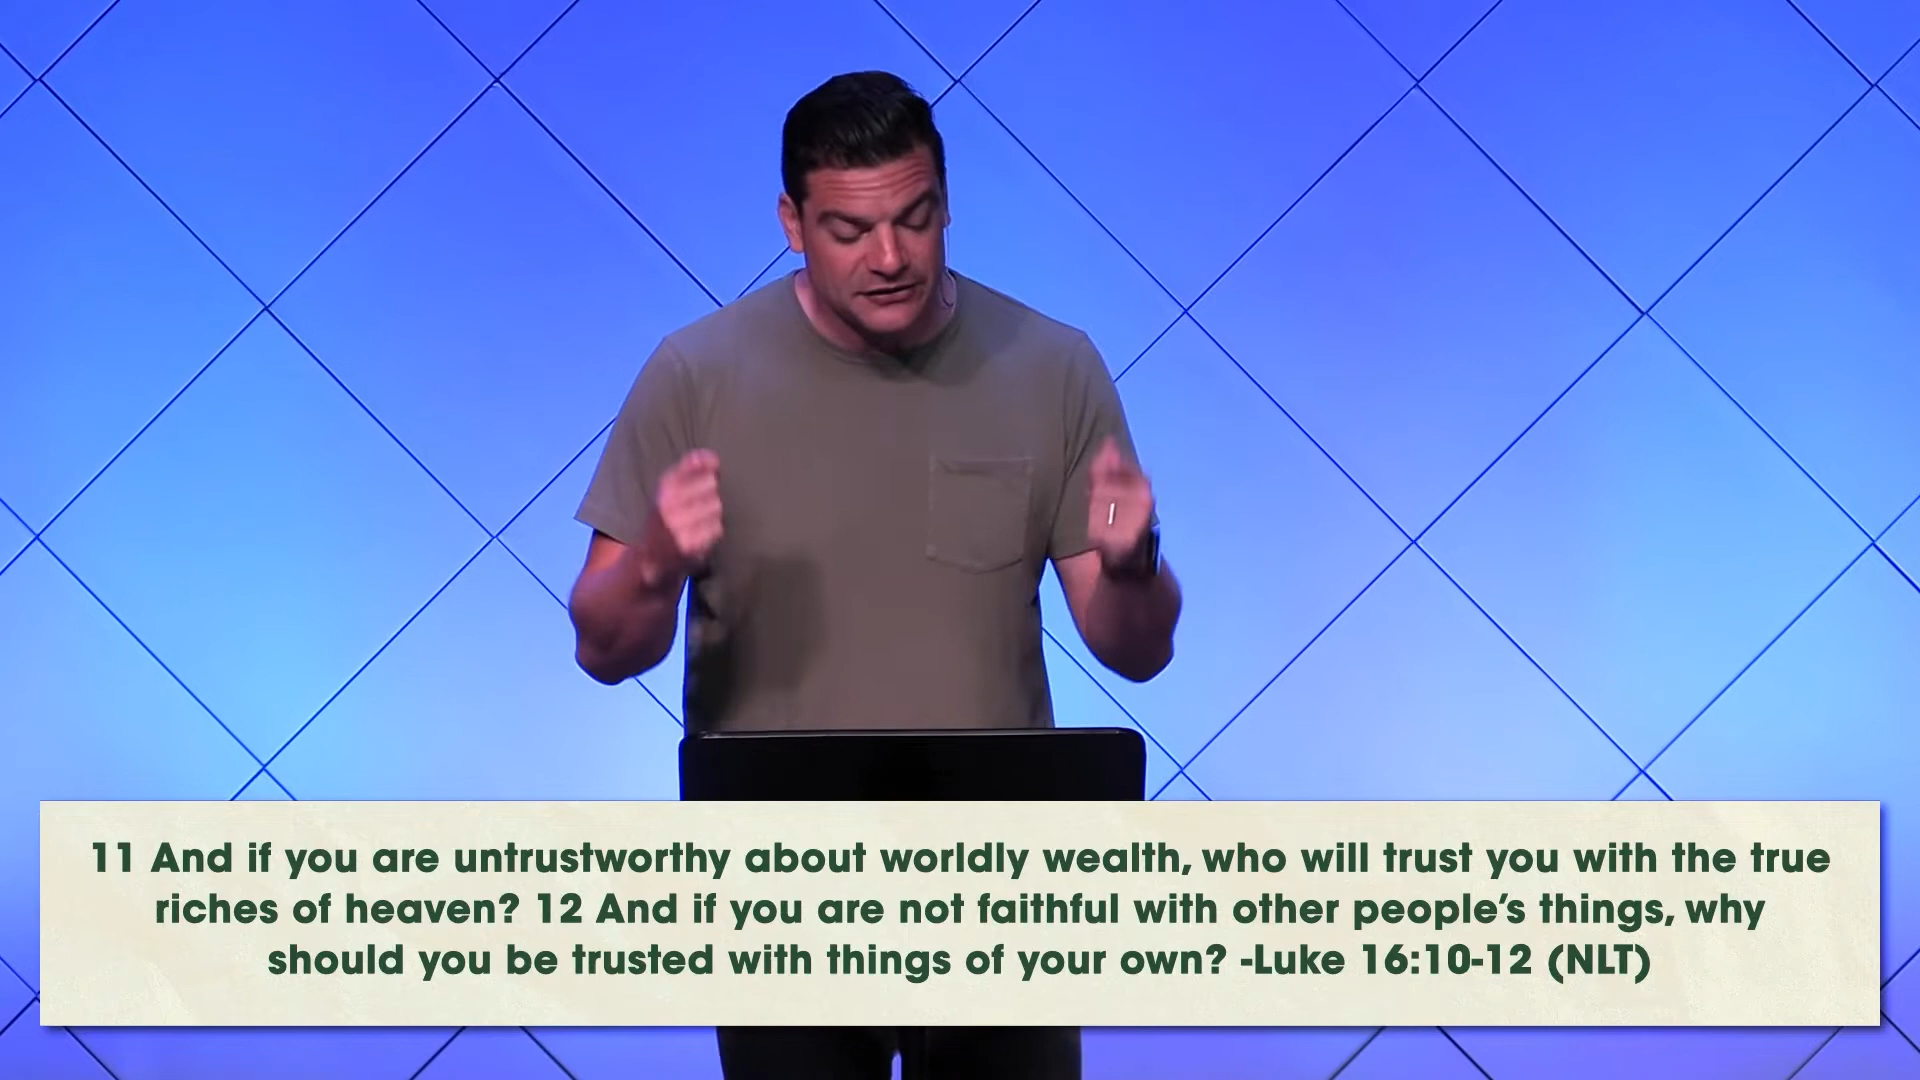 11 And if you are untrustworthy about worldly wealth, who will trust you with the true
riches of heaven? 12 And if you are not faithful with other people’s things, why
should you be trusted with things of your own? -Luke 16:10-12 (NLT)